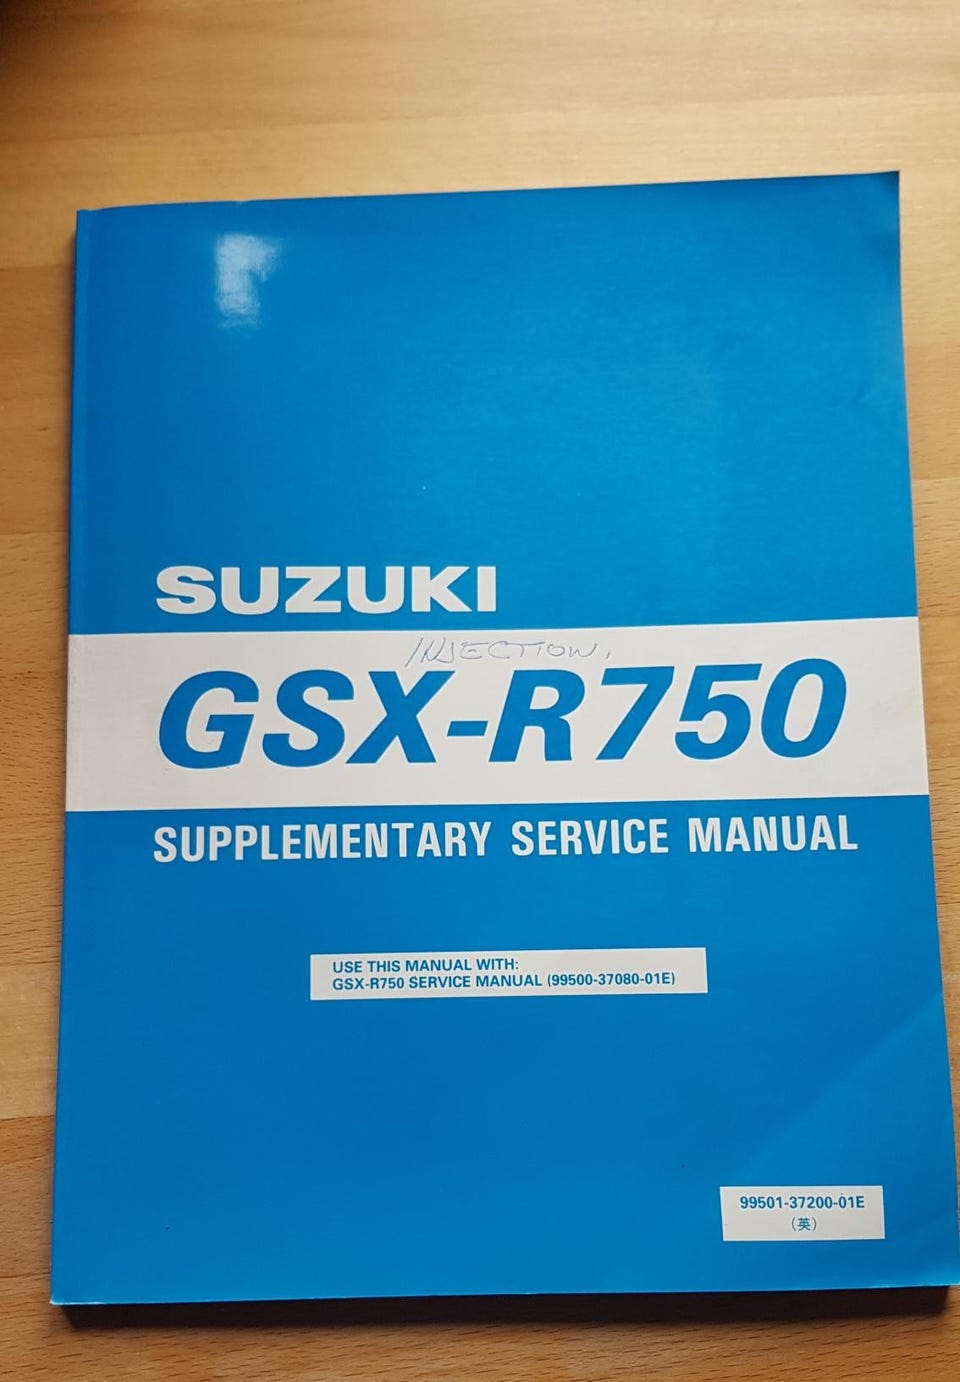 SUZUKI
INJECTION.
GSX-R750
SUPPLEMENTARY SERVICE MANUAL
USE THIS MANUAL WITH:
GSX-R750 SERVICE MANUAL (99500-37080-01E)
99501-37200-01E
(英)